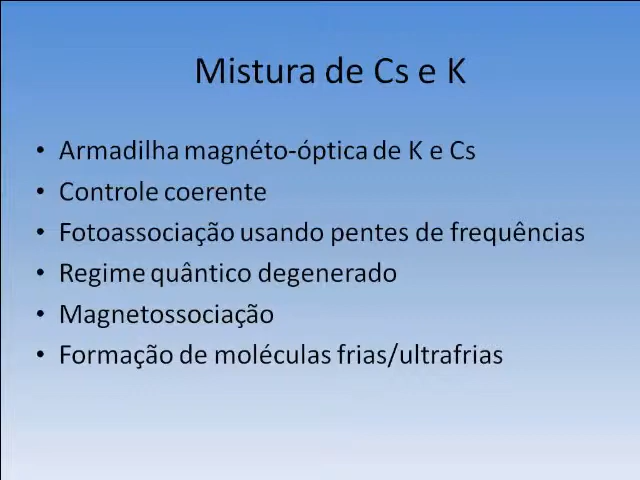 Mistura de Cs e K
• Armadilha magnéto-óptica de K e Cs
• Controle coerente
• Fotoassociação usando pentes de frequências
• Regime quântico degenerado
• Magnetossociação
• Formação de moléculas frias/ultrafrias